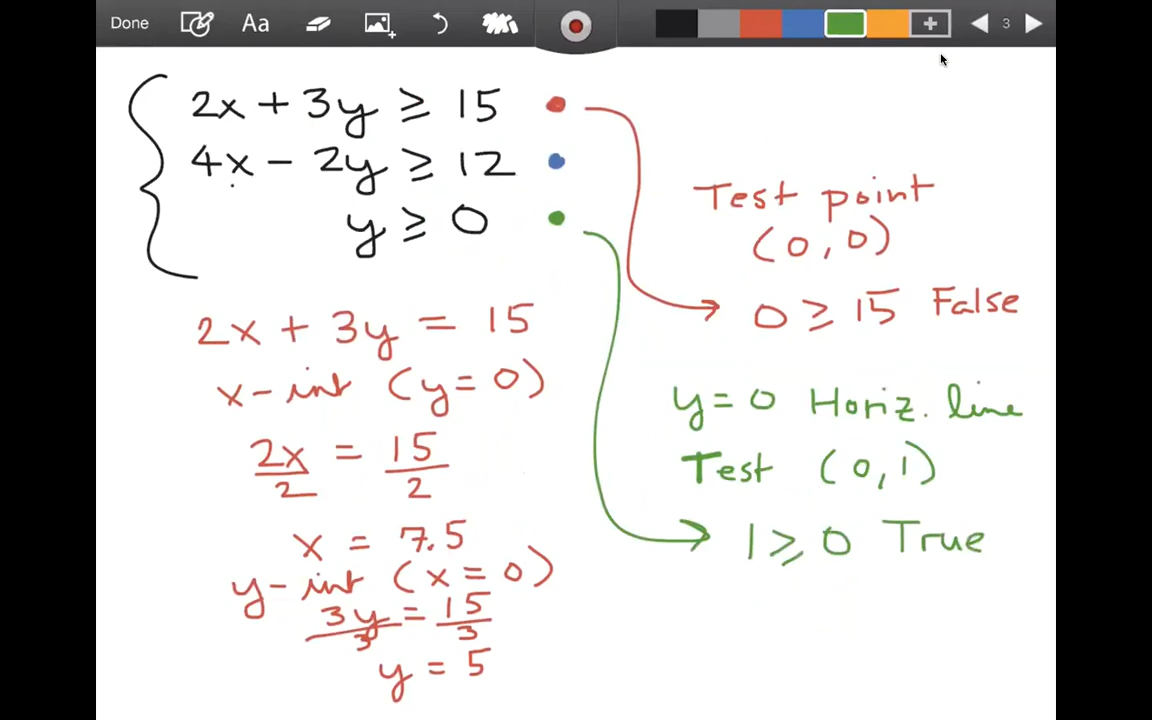 Done Aa 3
2x + 3y ≥ 15
4x - 2y ≥ 12
y ≥ 0
2x + 3y = 15
x-int (y = 0)
2x/2 = 15/2
x = 7.5
y-int (x = 0)
3y/3 = 15/3
y = 5
Test point
(0, 0)
0 ≥ 15 False
y = 0 Horiz. line
Test (0, 1)
1 ≥ 0 True